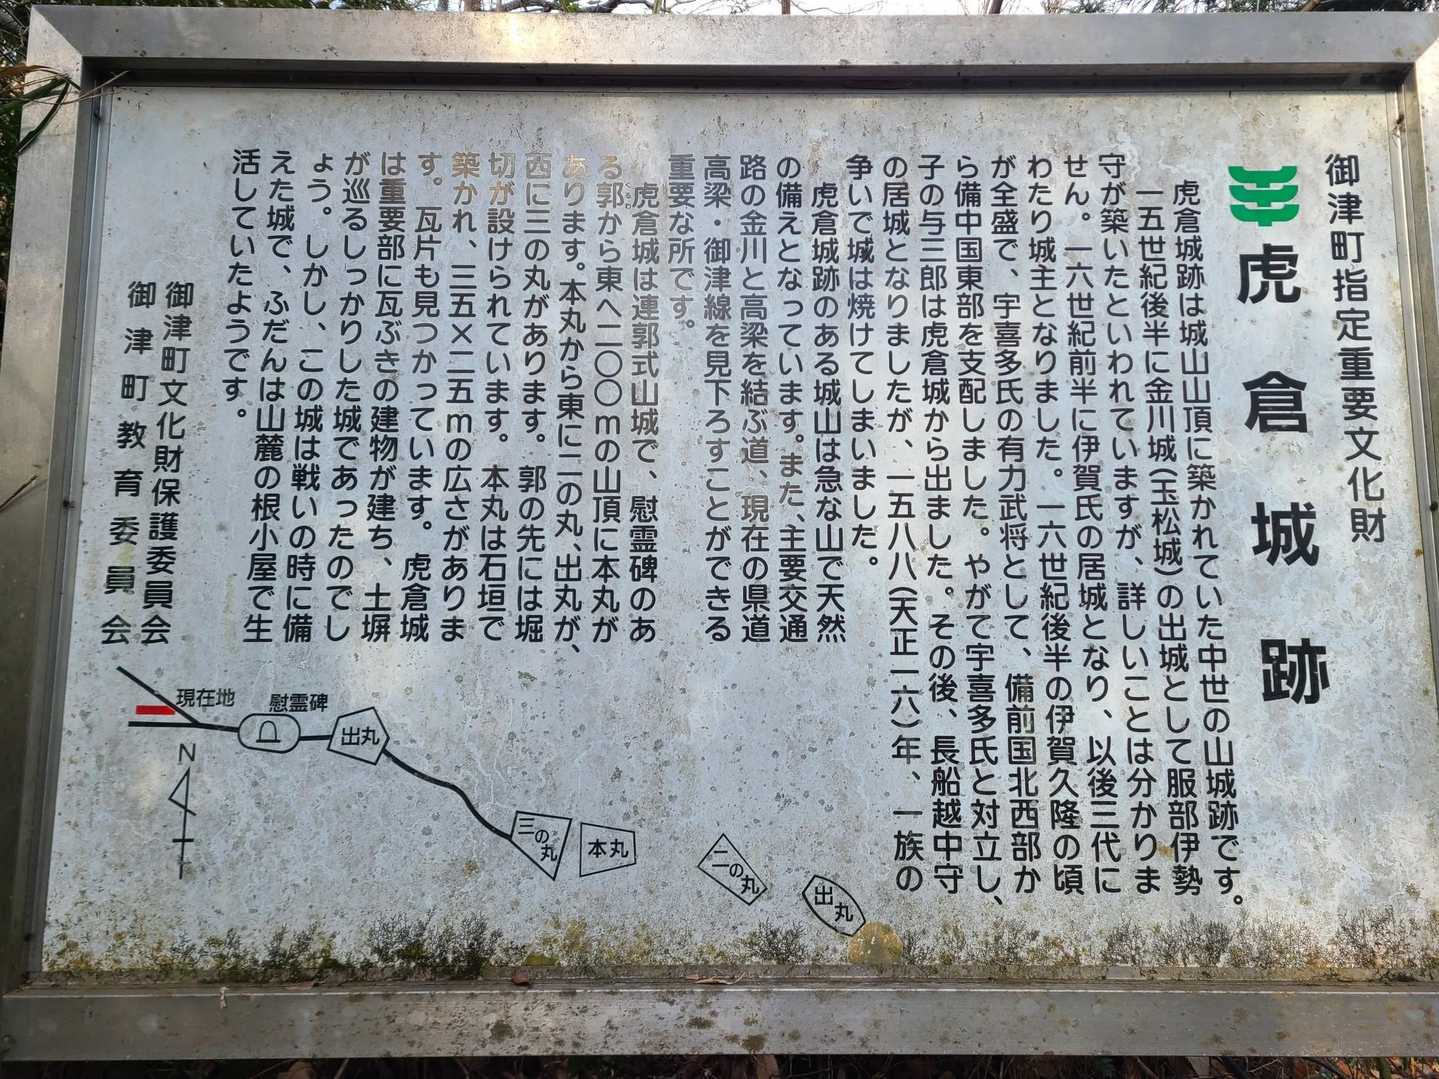 御津町指定重要文化財
虎倉城跡
虎倉城跡は城山山頂に築かれていた中世の山城跡です。
一五世紀後半に金川城(玉松城)の出城として服部伊勢
守が築いたといわれていますが、詳しいことは分かりま
せん。一六世紀前半に伊賀氏の居城となり、以後三代に
わたり城主となりました。一六世紀後半の伊賀久隆の頃
が全盛で、宇喜多氏の有力武将として、備前国北西部か
ら備中国東部を支配しました。やがて宇喜多氏と対立し、
子の与三郎は虎倉城から出ました。その後、長船越中守
の居城となりましたが、一五八八(天正一六)年、一族の
争いで城は焼けてしまいました。
虎倉城跡のある城山は急な山で天然
の備えとなっています。また、主要交通
路の金川と高梁を結ぶ道、現在の県道
高梁・御津線を見下ろすことができる
重要な所です。
虎倉城は連郭式山城で、慰霊碑のあ
る郭から東へ二〇〇mの山頂に本丸が
あります。本丸から東に二の丸、出丸が、
西に三の丸があります。郭の先には堀
切が設けられています。本丸は石垣で
築かれ、三五×二五mの広さがありま
す。瓦片も見つかっています。虎倉城
は重要部に瓦ぶきの建物が建ち、土塀
が巡るしっかりした城であったのでし
ょう。しかし、この城は戦いの時に備
えた城で、ふだんは山麓の根小屋で生
活していたようです。
御津町文化財保護委員会
御津町教育委員会
現在地
慰霊碑
出丸
三の丸
本丸
二の丸
出丸
N